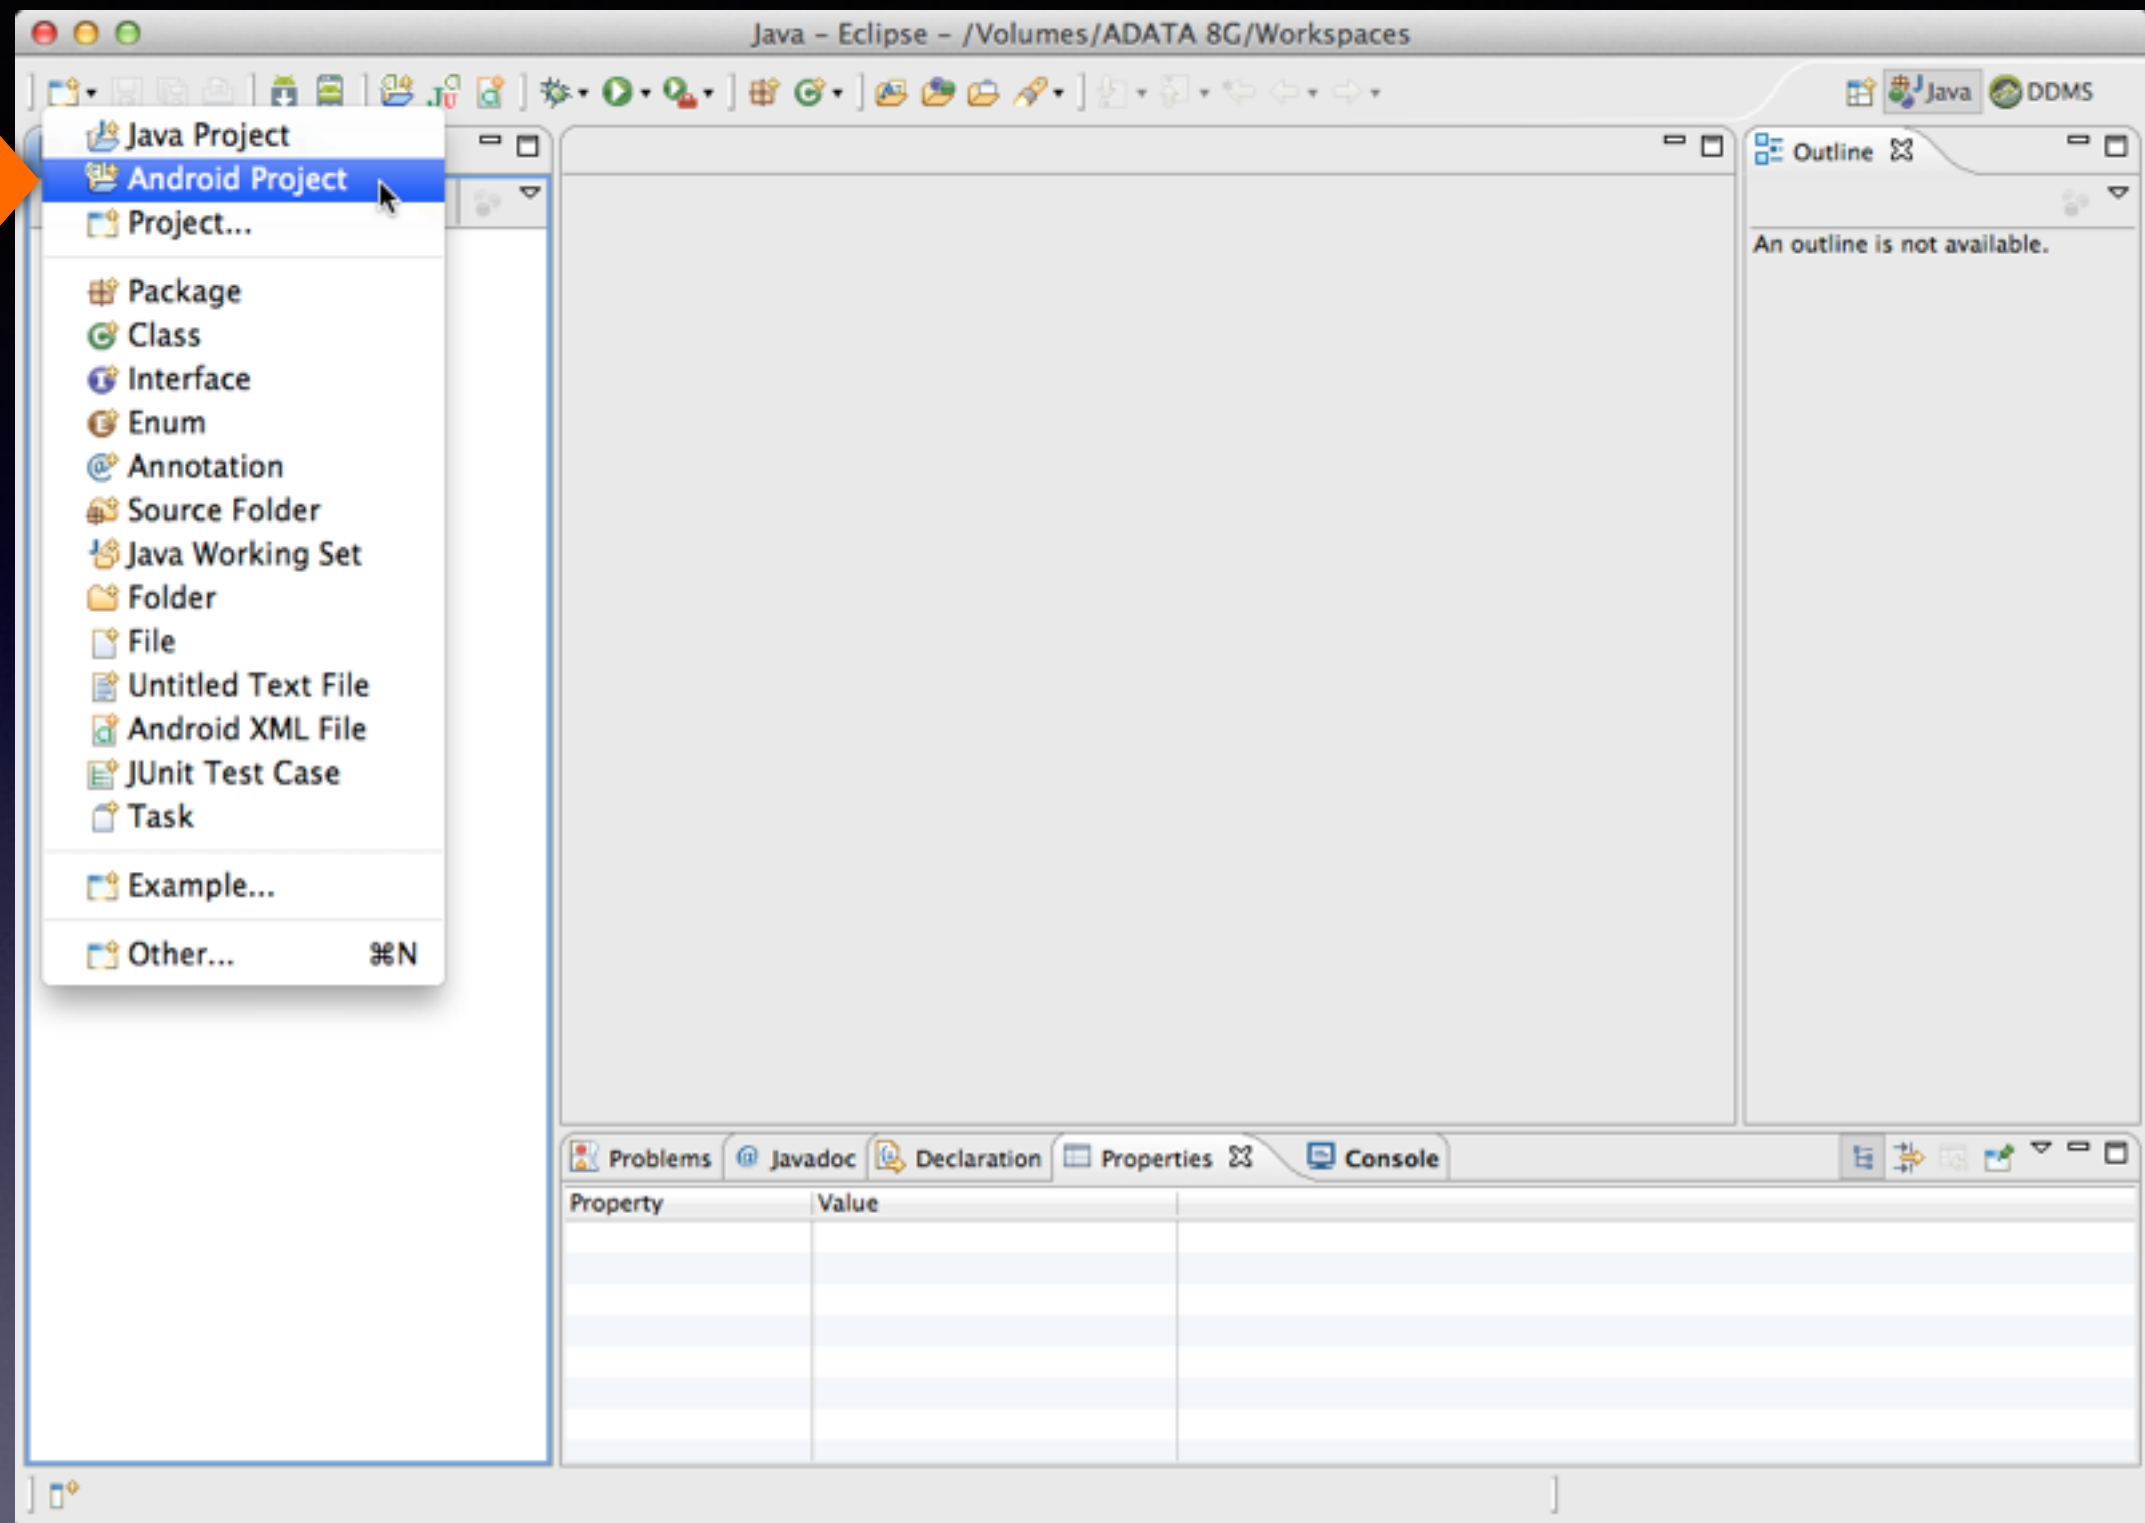 Java – Eclipse – /Volumes/ADATA 8G/Workspaces
Java
DDMS
Java Project
Android Project
Project...
Package
Class
Interface
Enum
Annotation
Source Folder
Java Working Set
Folder
File
Untitled Text File
Android XML File
JUnit Test Case
Task
Example...
Other... ⌘N
Outline
An outline is not available.
Problems @ Javadoc Declaration Properties Console
Property Value